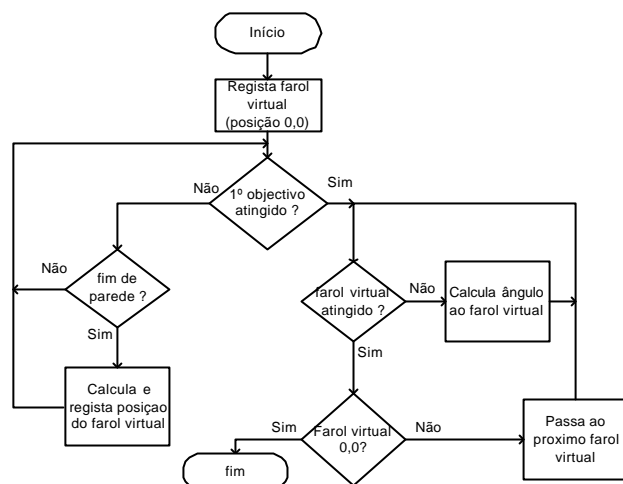 Início
Regista farol
virtual
(posição 0,0)
Não
Sim
1º objectivo
atingido ?
Não
fim de
parede ?
Sim
farol virtual
atingido ?
Não
Calcula ângulo
ao farol virtual
Sim
Calcula e
regista posiçao
do farol virtual
Sim
Farol virtual
0,0?
Não
Passa ao
proximo farol
virtual
fim